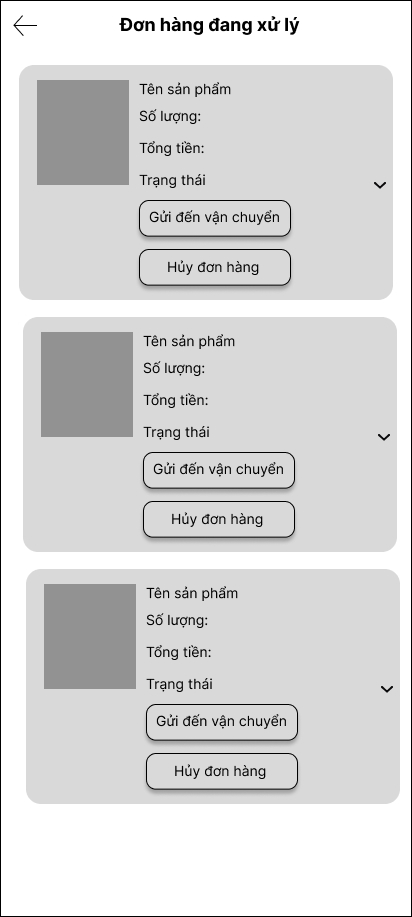 Đơn hàng đang xử lý
Tên sản phẩm
Số lượng:
Tổng tiền:
Trạng thái
Gửi đến vận chuyển
Hủy đơn hàng
Tên sản phẩm
Số lượng:
Tổng tiền:
Trạng thái
Gửi đến vận chuyển
Hủy đơn hàng
Tên sản phẩm
Số lượng:
Tổng tiền:
Trạng thái
Gửi đến vận chuyển
Hủy đơn hàng